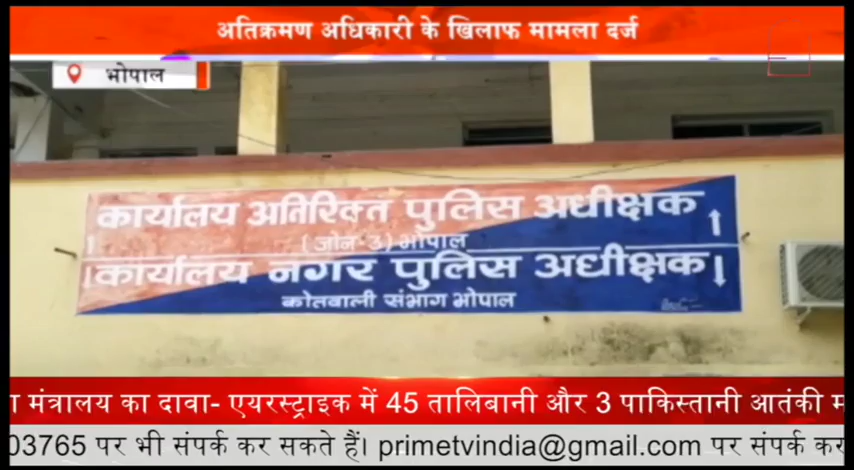 अतिक्रमण अधिकारी के खिलाफ मामला दर्ज
भोपाल
कार्यालय अतिरिक्त पुलिस अधीक्षक
(जोन-3) भोपाल
कार्यालय नगर पुलिस अधीक्षक
कोतवाली संभाग भोपाल
मंत्रालय का दावा- एयरस्ट्राइक में 45 तालिबानी और 3 पाकिस्तानी आतंकी
03765 पर भी संपर्क कर सकते हैं। primetvindia@gmail.com पर संपर्क कर